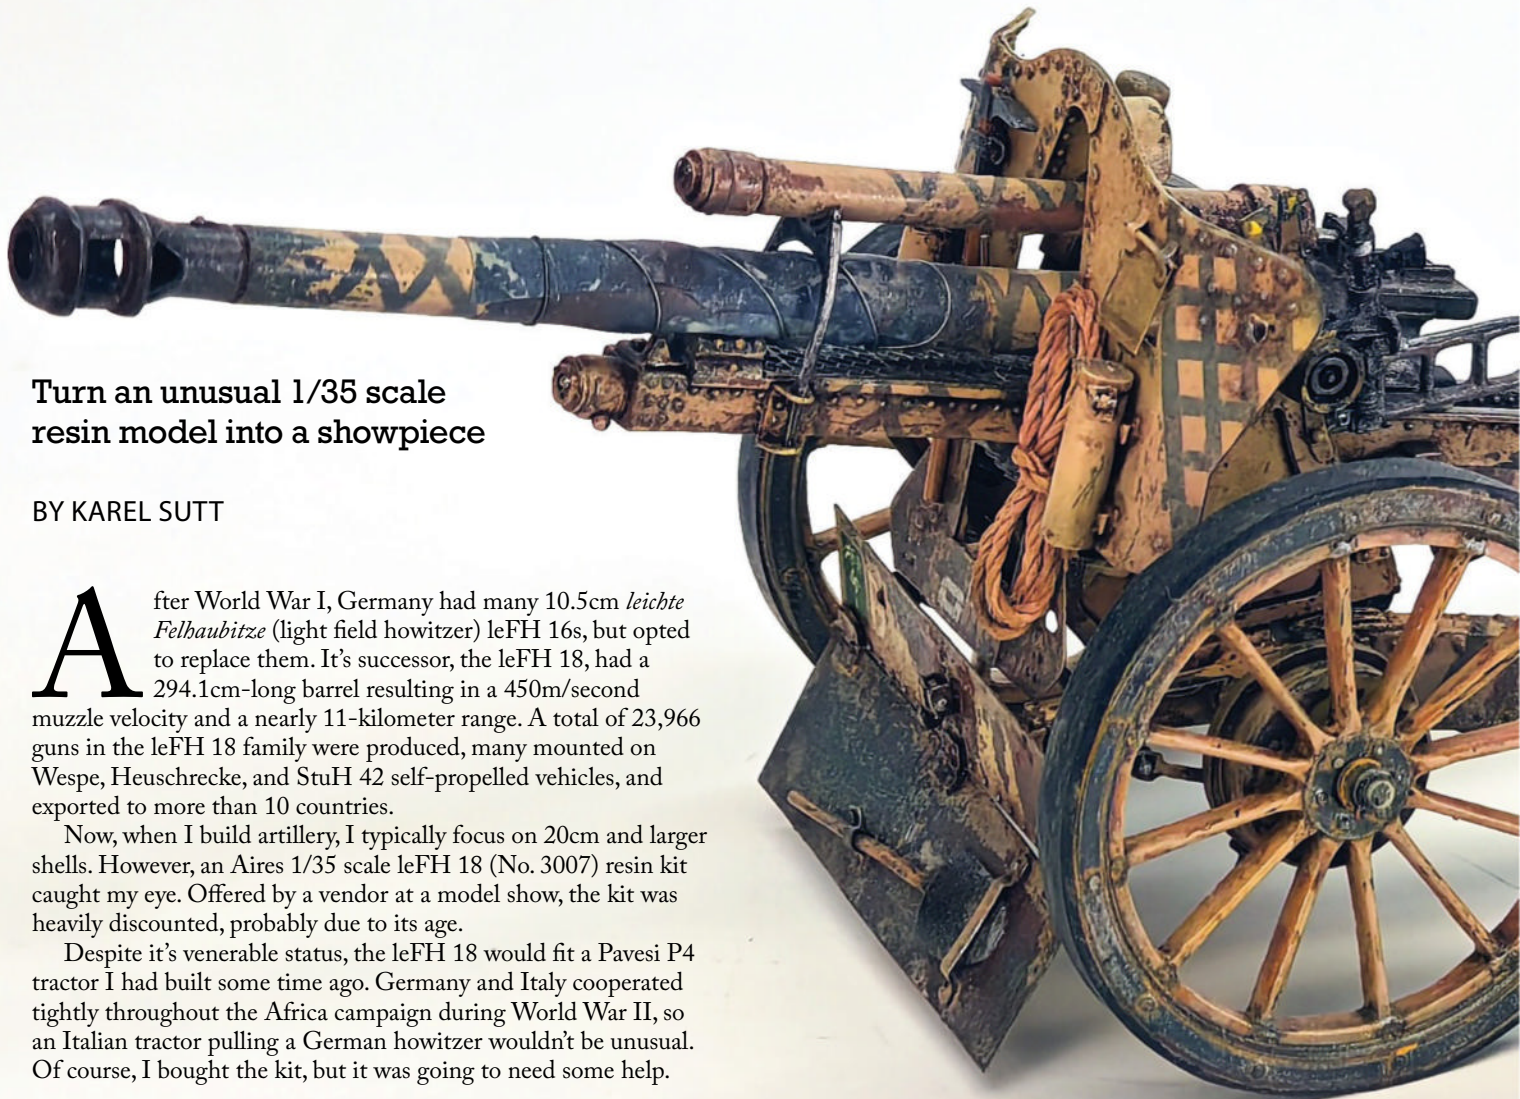 Turn an unusual 1/35 scale
resin model into a showpiece
BY KAREL SUTT
After World War I, Germany had many 10.5cm leichte
Felhaubitze (light field howitzer) leFH 16s, but opted
to replace them. It's successor, the leFH 18, had a
294.1cm-long barrel resulting in a 450m/second
muzzle velocity and a nearly 11-kilometer range. A total of 23,966
guns in the leFH 18 family were produced, many mounted on
Wespe, Heuschrecke, and StuH 42 self-propelled vehicles, and
exported to more than 10 countries.
Now, when I build artillery, I typically focus on 20cm and larger
shells. However, an Aires 1/35 scale leFH 18 (No. 3007) resin kit
caught my eye. Offered by a vendor at a model show, the kit was
heavily discounted, probably due to its age.
Despite it's venerable status, the leFH 18 would fit a Pavesi P4
tractor I had built some time ago. Germany and Italy cooperated
tightly throughout the Africa campaign during World War II, so
an Italian tractor pulling a German howitzer wouldn't be unusual.
Of course, I bought the kit, but it was going to need some help.